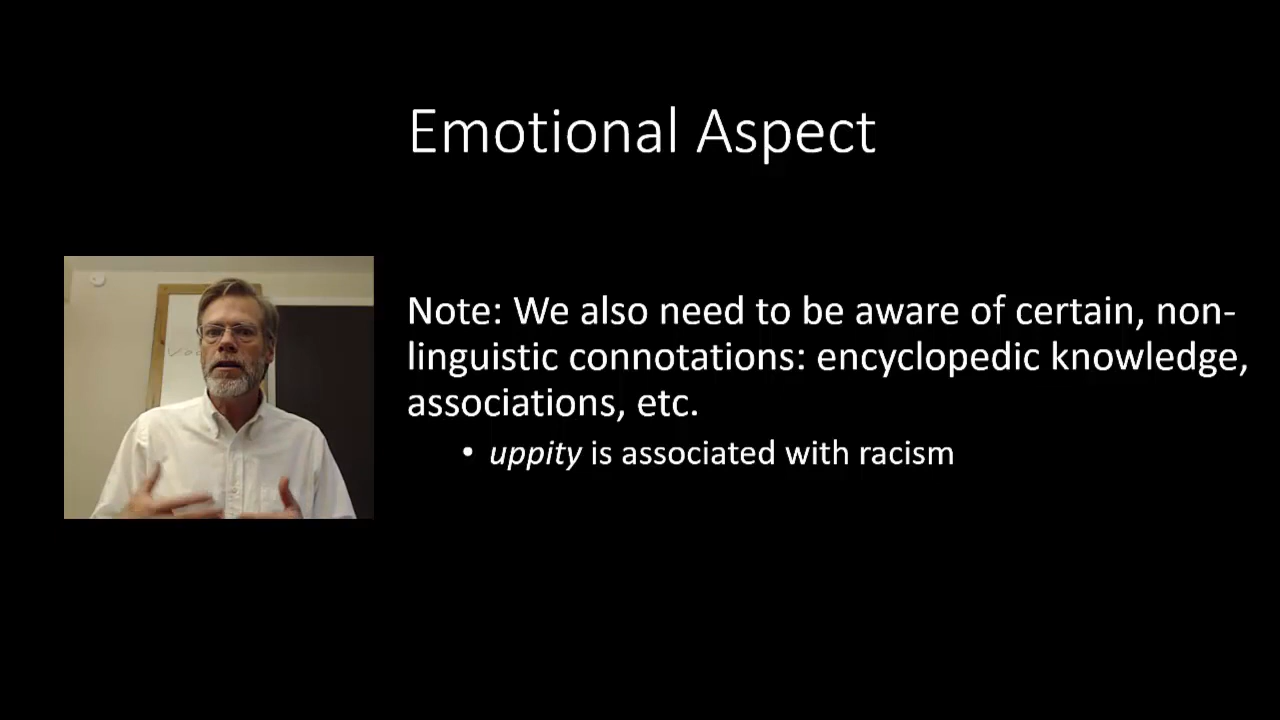 Emotional Aspect
Note: We also need to be aware of certain, non-
linguistic connotations: encyclopedic knowledge,
associations, etc.
• uppity is associated with racism